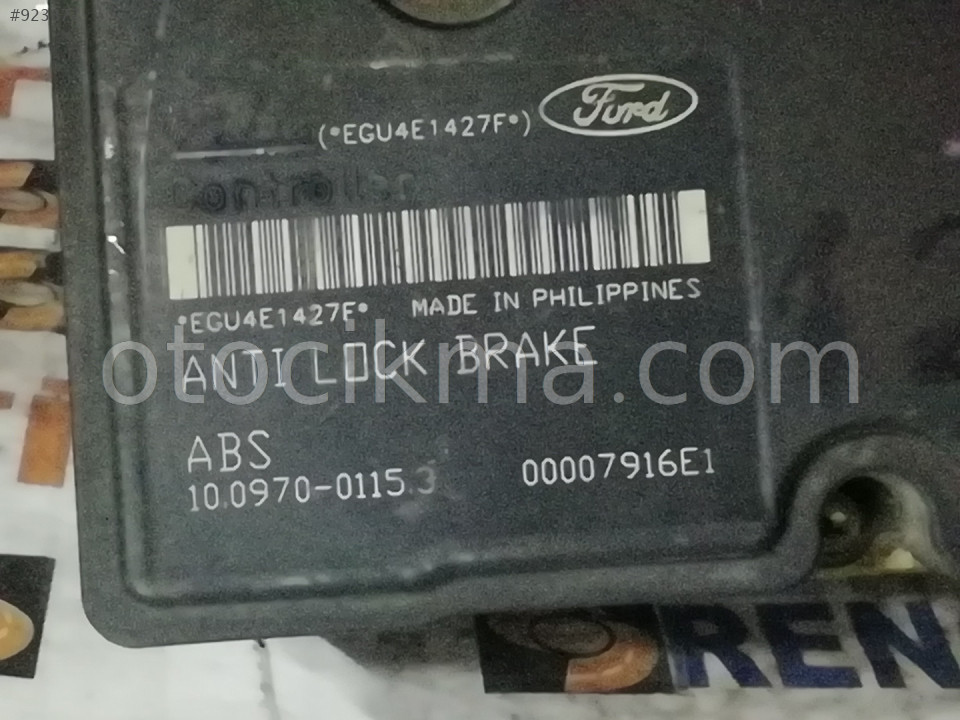 #923
Ford
(*EGU4E1427F*)
Controller
*EGU4E1427F* MADE IN PHILIPPINES
ANTI LOCK BRAKE
otocikma.com
ABS
10.0970-0115.3 00007916E1
REN